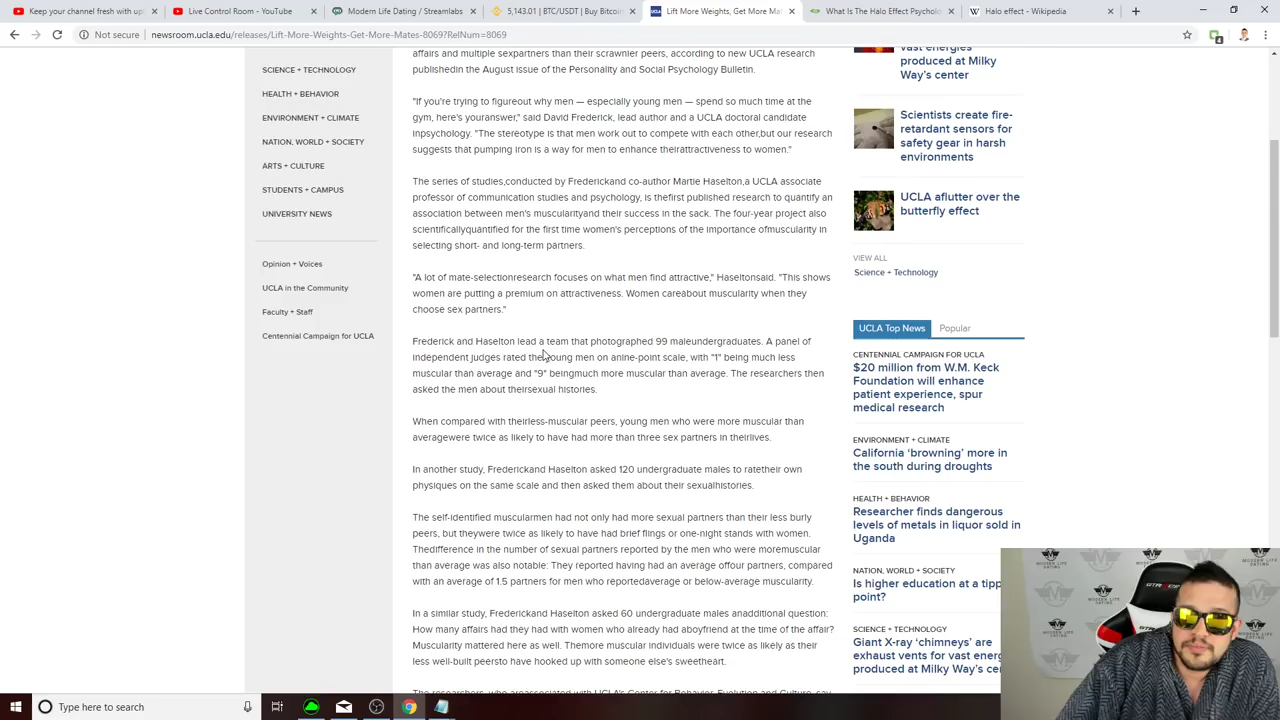 Keep your channel fresh with up
Live Control Room - YouTube
Modern Life Dating / Streamlabs
5,143.01 | BTC/USDT | Buy Bitcoin
Lift More Weights, Get More Mat
What Is The Halo Effect Psycholo
Halo effect - Wikipedia
Not secure | newsroom.ucla.edu/releases/Lift-More-Weights-Get-More-Mates-8069?RelNum=8069
SCIENCE + TECHNOLOGY
HEALTH + BEHAVIOR
ENVIRONMENT + CLIMATE
NATION, WORLD + SOCIETY
ARTS + CULTURE
STUDENTS + CAMPUS
UNIVERSITY NEWS
Opinion + Voices
UCLA in the Community
Faculty + Staff
Centennial Campaign for UCLA
affairs and multiple sexpartners than their scrawnier peers, according to new UCLA research
publishedin the August issue of the Personality and Social Psychology Bulletin.
"If you're trying to figureout why men — especially young men — spend so much time at the
gym, here's youranswer," said David Frederick, lead author and a UCLA doctoral candidate
inpsychology. "The stereotype is that men work out to compete with each other,but our research
suggests that pumping iron is a way for men to enhance theirattractiveness to women."
The series of studies,conducted by Frederickand co-author Martie Haselton,a UCLA associate
professor of communication studies and psychology, is thefirst published research to quantify an
association between men's muscularityand their success in the sack. The four-year project also
scientificallyquantified for the first time women's perceptions of the importance ofmuscularity in
selecting short- and long-term partners.
"A lot of mate-selectionresearch focuses on what men find attractive," Haseltonsaid. "This shows
women are putting a premium on attractiveness. Women careabout muscularity when they
choose sex partners."
Frederick and Haselton lead a team that photographed 99 maleundergraduates. A panel of
independent judges rated the young men on anine-point scale, with "1" being much less
muscular than average and "9" beingmuch more muscular than average. The researchers then
asked the men about theirsexual histories.
When compared with theirless-muscular peers, young men who were more muscular than
averagewere twice as likely to have had more than three sex partners in theirlives.
In another study, Frederickand Haselton asked 120 undergraduate males to ratetheir own
physiques on the same scale and then asked them about their sexualhistories.
The self-identified muscularmen had not only had more sexual partners than their less burly
peers, but theywere twice as likely to have had brief flings or one-night stands with women.
Thedifference in the number of sexual partners reported by the men who were moremuscular
than average was also notable: They reported having had an average offour partners, compared
with an average of 1.5 partners for men who reportedaverage or below-average muscularity.
In a similar study, Frederickand Haselton asked 60 undergraduate males anadditional question:
How many affairs had they had with women who already had aboyfriend at the time of the affair?
Muscularity mattered here as well. Themore muscular individuals were twice as likely as their
less well-built peersto have hooked up with someone else's sweetheart.
The researchers, who areassociated with UCLA's Center for Behavior, Evolution and Culture, say
vast energies
produced at Milky
Way's center
Scientists create fire-
retardant sensors for
safety gear in harsh
environments
UCLA aflutter over the
butterfly effect
VIEW ALL
Science + Technology
UCLA Top News
Popular
CENTENNIAL CAMPAIGN FOR UCLA
$20 million from W.M. Keck
Foundation will enhance
patient experience, spur
medical research
ENVIRONMENT + CLIMATE
California 'browning' more in
the south during droughts
HEALTH + BEHAVIOR
Researcher finds dangerous
levels of metals in liquor sold in
Uganda
NATION, WORLD + SOCIETY
Is higher education at a tipp
point?
SCIENCE + TECHNOLOGY
Giant X-ray 'chimneys' are
exhaust vents for vast energ
produced at Milky Way's cen
MODERN LIFE
DATING
Type here to search